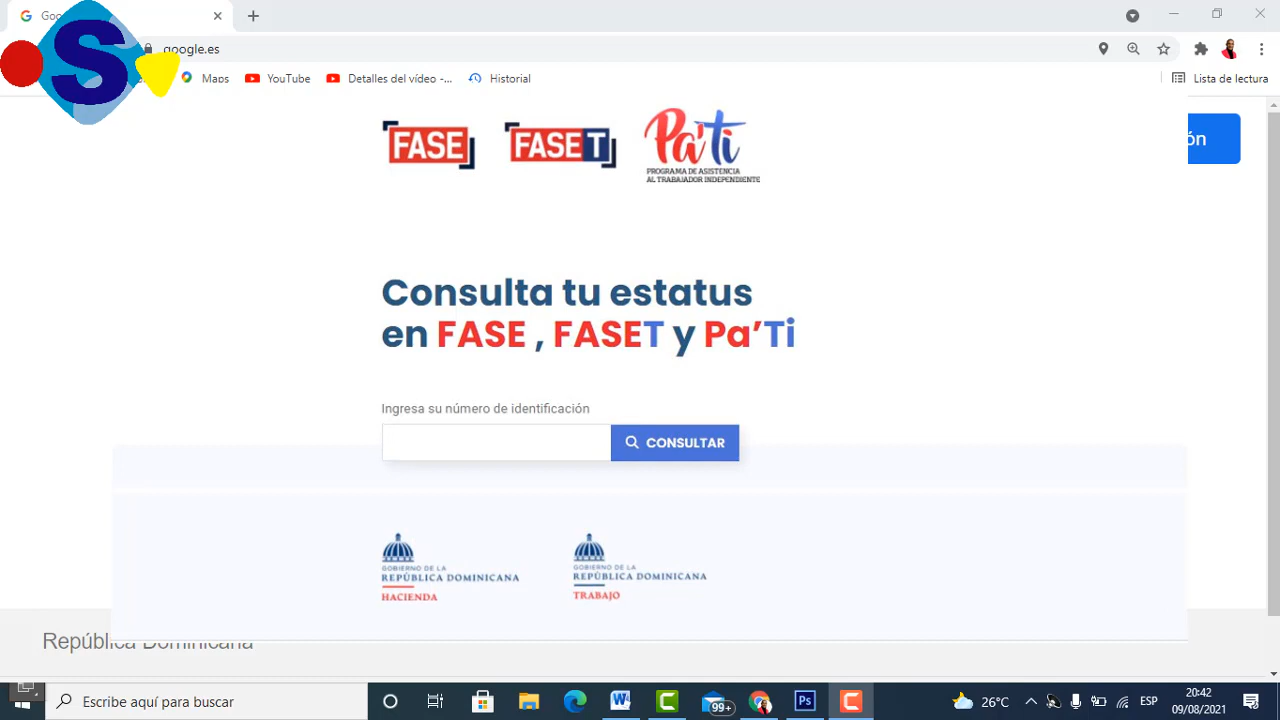 Goo
google.es
Maps
YouTube
Detalles del vídeo -...
Historial
Lista de lectura
S
ón
FASE
FASET
Pa'Ti
PROGRAMA DE ASISTENCIA
AL TRABAJADOR INDEPENDIENTE
Consulta tu estatus
en FASE , FASET y Pa’Ti
Ingresa su número de identificación
CONSULTAR
GOBIERNO DE LA
REPÚBLICA DOMINICANA
HACIENDA
GOBIERNO DE LA
REPÚBLICA DOMINICANA
TRABAJO
República Dominicana
Escribe aquí para buscar
W
99+
Ps
26°C
ESP
20:42
09/08/2021